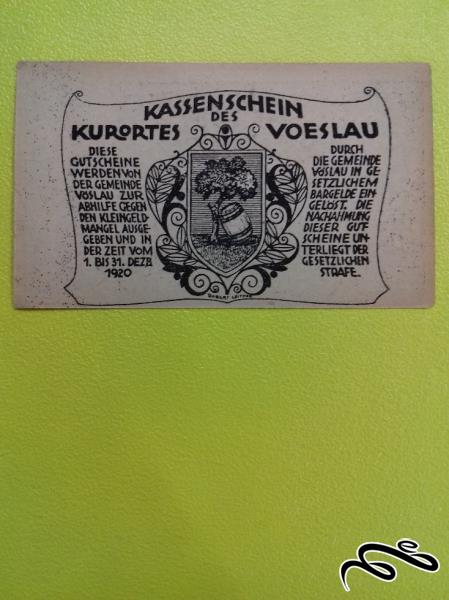 KASSENSCHEIN
DES
KURORTES VOESLAU
DIESE
GUTSCHEINE
WERDEN VON
DER GEMEINDE
VÖSLAU ZUR
ABHILFE GEGEN
DEN KLEINGELD-
MANGEL AUSGE-
GEBEN UND IN
DER ZEIT VOM
1. BIS 31. DEZB
1920
DURCH
DIE GEMEINDE
VÖSLAU IN GE-
SETZLICHEM
BARGELDE EIN-
GELÖST. DIE
NACHAHMUNG
DIESER GUT-
SCHEINE UN-
TERLIEGT DER
GESETZLICHEN
STRAFE.